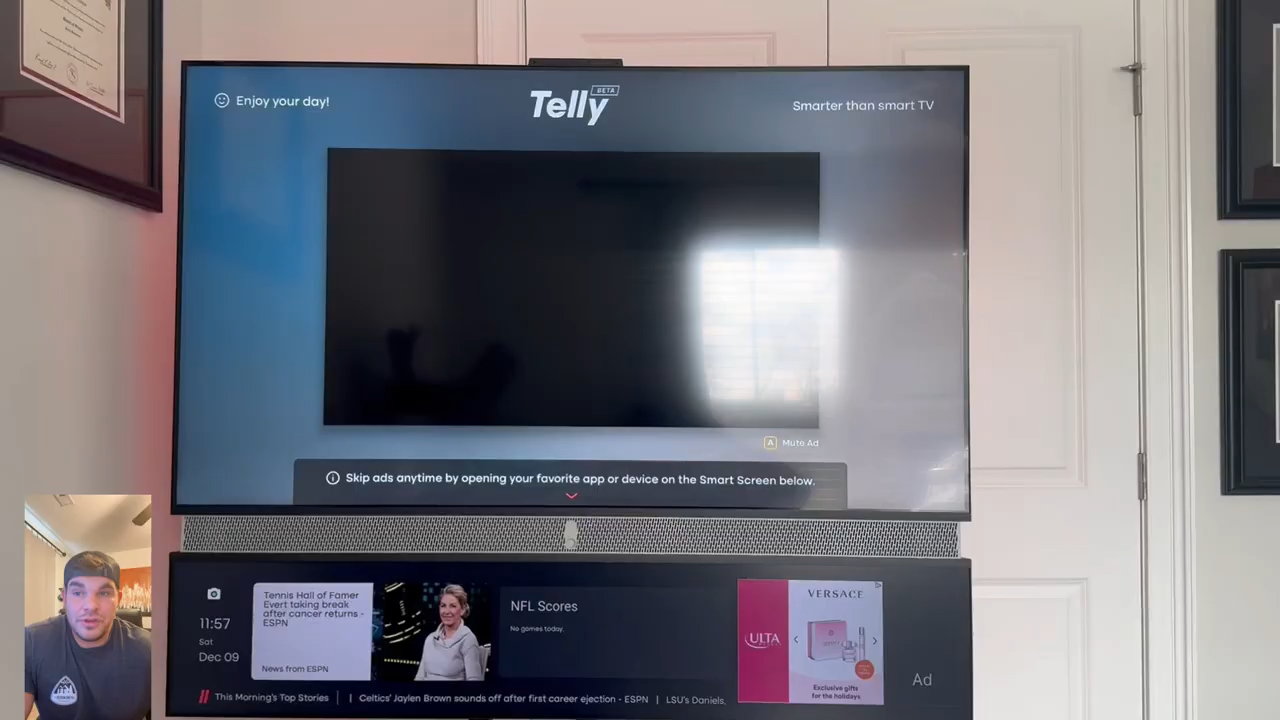 Enjoy your day!
Telly BETA
Smarter than smart TV
A Mute Ad
Skip ads anytime by opening your favorite app or device on the Smart Screen below.
11:57
Sat
Dec 09
Tennis Hall of Famer
Evert taking break
after cancer returns -
ESPN
News from ESPN
NFL Scores
No games today.
ULTA
VERSACE
Exclusive gifts
for the holidays
Ad
This Morning's Top Stories | Celtics' Jaylen Brown sounds off after first career ejection - ESPN | LSU's Daniels,